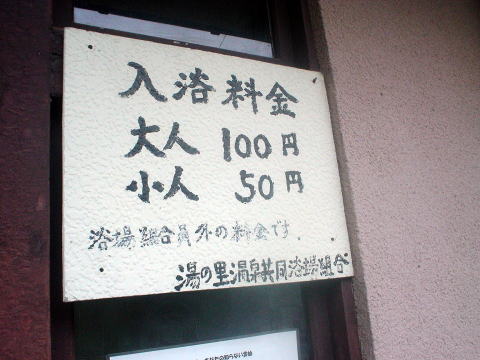 入浴料金
大人 100円
小人 50円
浴場組合員外の料金です.
湯の里温泉共同浴場組合